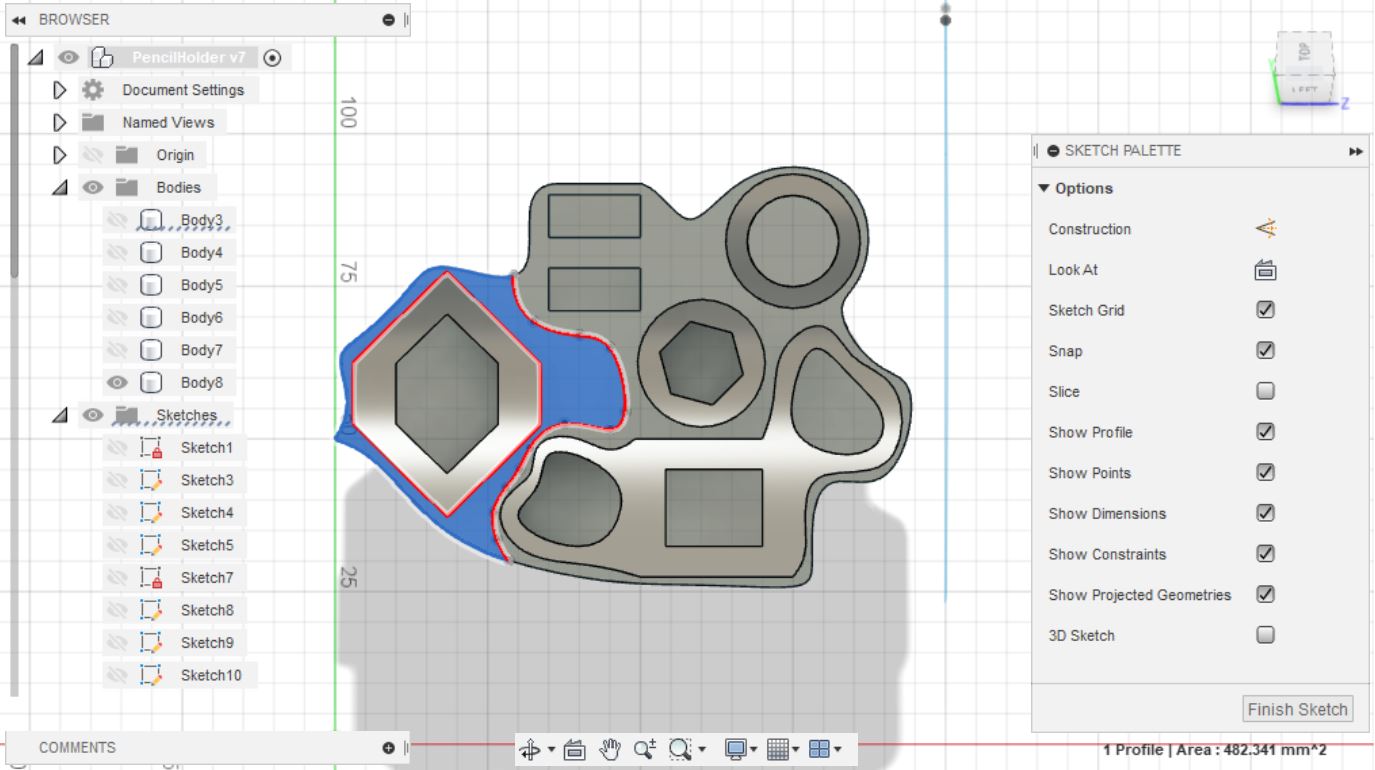 BROWSER
PencilHolder v7
Document Settings
Named Views
Origin
Bodies
Body3
Body4
Body5
Body6
Body7
Body8
Sketches
Sketch1
Sketch3
Sketch4
Sketch5
Sketch7
Sketch8
Sketch9
Sketch10
COMMENTS
100
75
25
TOP
LEFT
Z
SKETCH PALETTE
Options
Construction
Look At
Sketch Grid
Snap
Slice
Show Profile
Show Points
Show Dimensions
Show Constraints
Show Projected Geometries
3D Sketch
Finish Sketch
1 Profile | Area : 482.341 mm^2